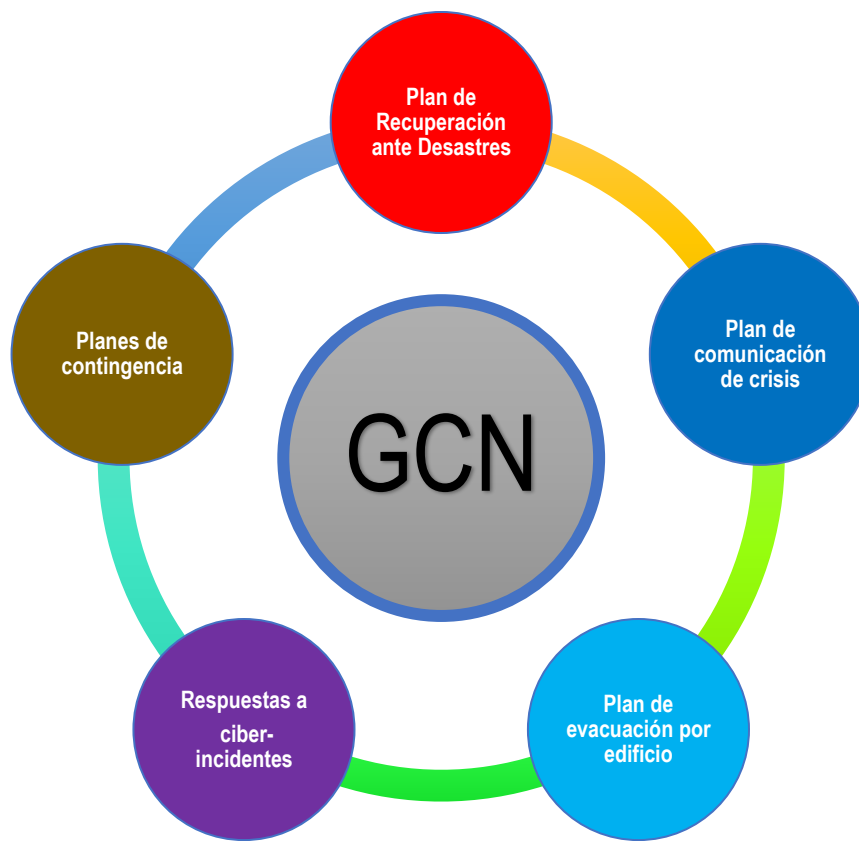 Plan de
Recuperación
ante Desastres
Plan de
comunicación
de crisis
Plan de
evacuación por
edificio
Respuestas a
ciber-
incidentes
Planes de
contingencia
GCN